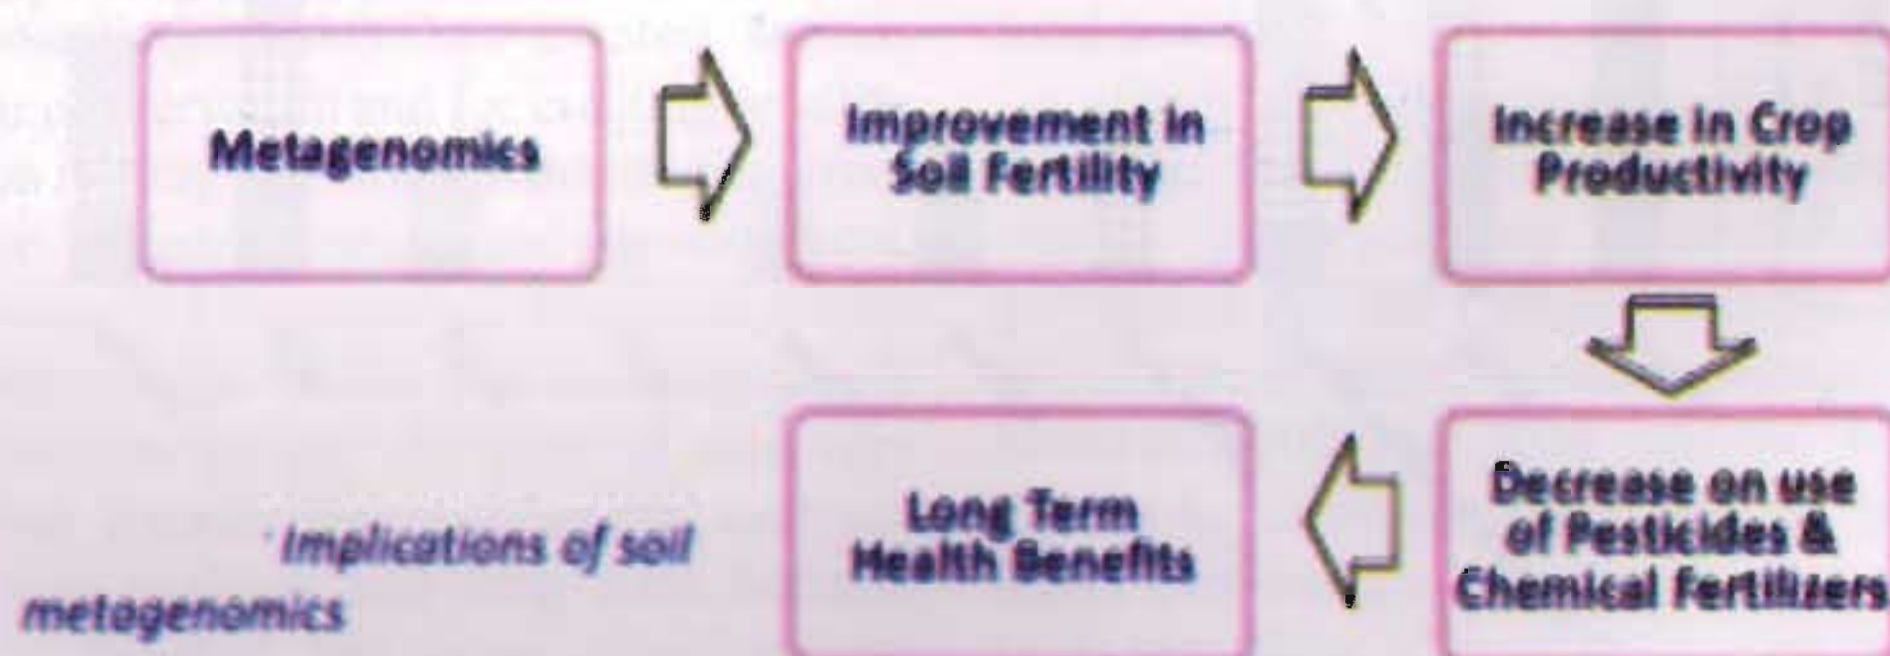 Metagenomics
Improvement in
Soil Fertility
Increase in Crop
Productivity
Decrease on use
of Pesticides &
Chemical Fertilizers
Long Term
Health Benefits
Implications of soil
metagenomics